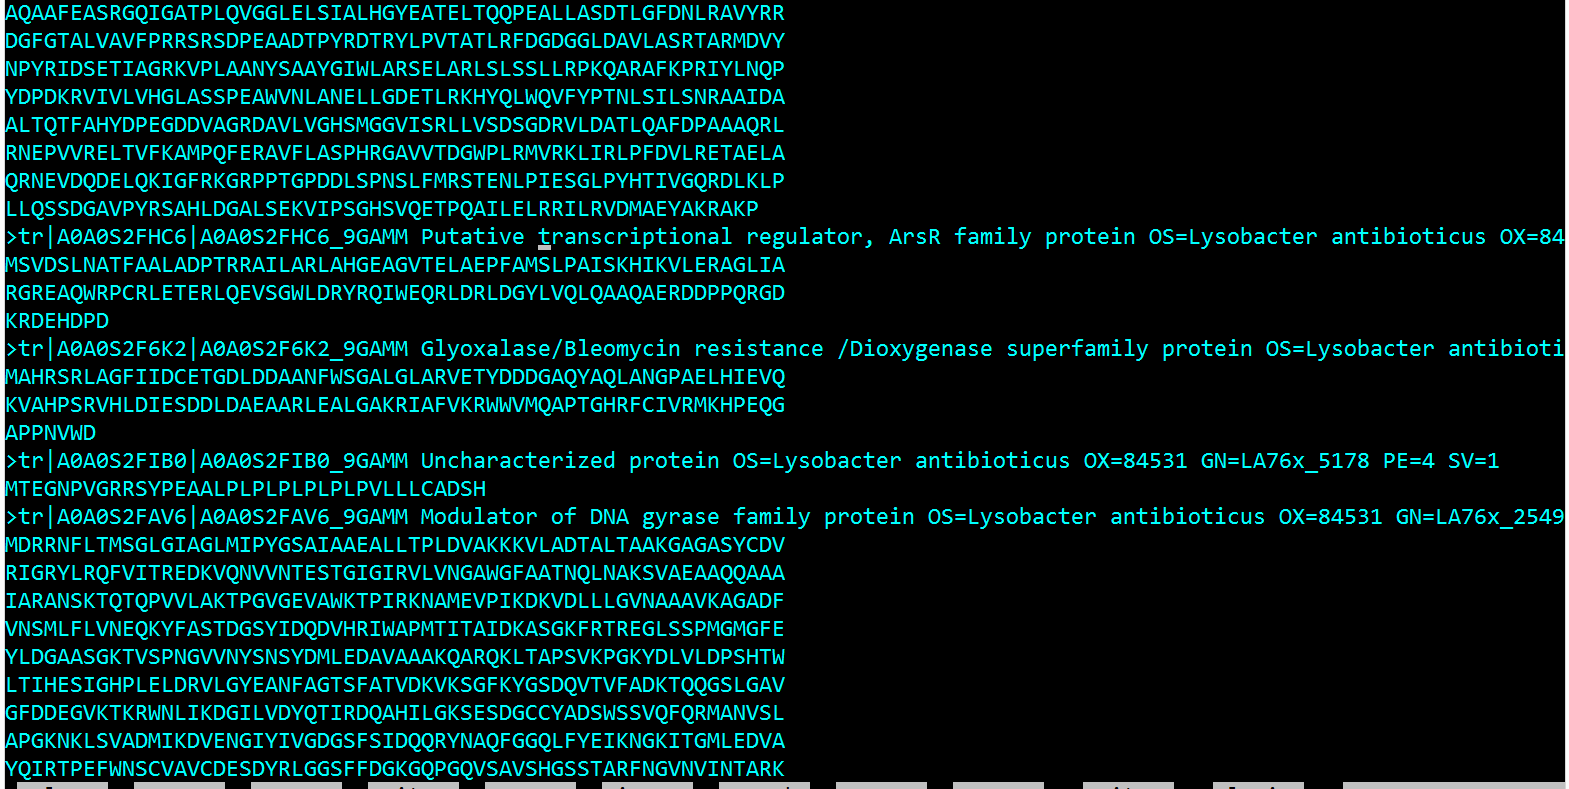 AQAAFEASRGQIGATPLQVGGLELSIALHGYEATELTQQPEALLASDTLGFDNLRAVYRR
DGFGTALVAVFPRRSRSDPEAADTPYRDTRYLPVTATLRFDGDGGLDAVLASRTARMDVY
NPYRIDSETIAGRKVPLAANYSAAYGIWLARSELARLSLSSLLRPKQARAFKPRIYLNQP
YDPDKRVIVLVHGLASSPEAWVNLANELLGDETLRKHYQLWQVFYPTNLSILSNRAAIDA
ALTQTFAHYDPEGDDVAGRDAVLVGHSMGGVISRLLVSDSGDRVLDATLQAFDPAAAQRL
RNEPVVRELTVFKAMPQFERAVFLASPHRGAVVTDGWPLRMVRKLIRLPFDVLRETAELA
QRNEVDQDELQKIGFRKGRPPTGPDDLSPNSLFMRSTENLPIESGLPYHTIVGQRDLKLP
LLQSSDGAVPYRSAHLDGALSEKVIPSGHSVQETPQAILELRRILRVDMAEYAKRAKP
>tr|A0A0S2FHC6|A0A0S2FHC6_9GAMM Putative transcriptional regulator, ArsR family protein OS=Lysobacter antibioticus OX=84
MSVDSLNATFAALADPTRRAILARLAHGEAGVTELAEPFAMSLPAISKHIKVLERAGLIA
RGREAQWRPCRLETERLQEVSGWLDRYRQIWEQRLDRLDGYLVQLQAAQAERDDPPQRGD
KRDEHDPD
>tr|A0A0S2F6K2|A0A0S2F6K2_9GAMM Glyoxalase/Bleomycin resistance /Dioxygenase superfamily protein OS=Lysobacter antibioti
MAHRSRLAGFIIDCETGDLDDAANFWSGALGLARVETYDDDGAQYAQLANGPAELHIEVQ
KVAHPSRVHLDIESDDLDAEAARLEALGAKRIAFVKRWWVMQAPTGHRFCIVRMKHPEQG
APPNVWD
>tr|A0A0S2FIB0|A0A0S2FIB0_9GAMM Uncharacterized protein OS=Lysobacter antibioticus OX=84531 GN=LA76x_5178 PE=4 SV=1
MTEGNPVGRRSYPEAALPLPLPLPLPLPVLLLCADSH
>tr|A0A0S2FAV6|A0A0S2FAV6_9GAMM Modulator of DNA gyrase family protein OS=Lysobacter antibioticus OX=84531 GN=LA76x_2549
MDRRNFLTMSGLGIAGLMIPYGSAIAAEALLTPLDVAKKKVLADTALTAAKGAGASYCDV
RIGRYLRQFVITREDKVQNVVNTESTGIGIRVLVNGAWGFAATNQLNAKSVAEAAQQAAA
IARANSKTQTQPVVLAKTPGVGEVAWKTPIRKNAMEVPIKDKVDLLLGVNAAAVKAGADF
VNSMLFLVNEQKYFASTDGSYIDQDVHRIWAPMTITAIDKASGKFRTREGLSSPMGMGFE
YLDGAASGKTVSPNGVVNYSNSYDMLEDAVAAAKQARQKLTAPSVKPGKYDLVLDPSHTW
LTIHESIGHPLELDRVLGYEANFAGTSFATVDKVKSGFKYGSDQVTVFADKTQQGSLGAV
GFDDEGVKTKRWNLIKDGILVDYQTIRDQAHILGKSESDGCCYADSWSSVQFQRMANVSL
APGKNKLSVADMIKDVENGIYIVGDGSFSIDQQRYNAQFGGQLFYEIKNGKITGMLEDVA
YQIRTPEFWNSCVAVCDESDYRLGGSFFDGKGQPGQVSAVSHGSSTARFNGVNVINTARK